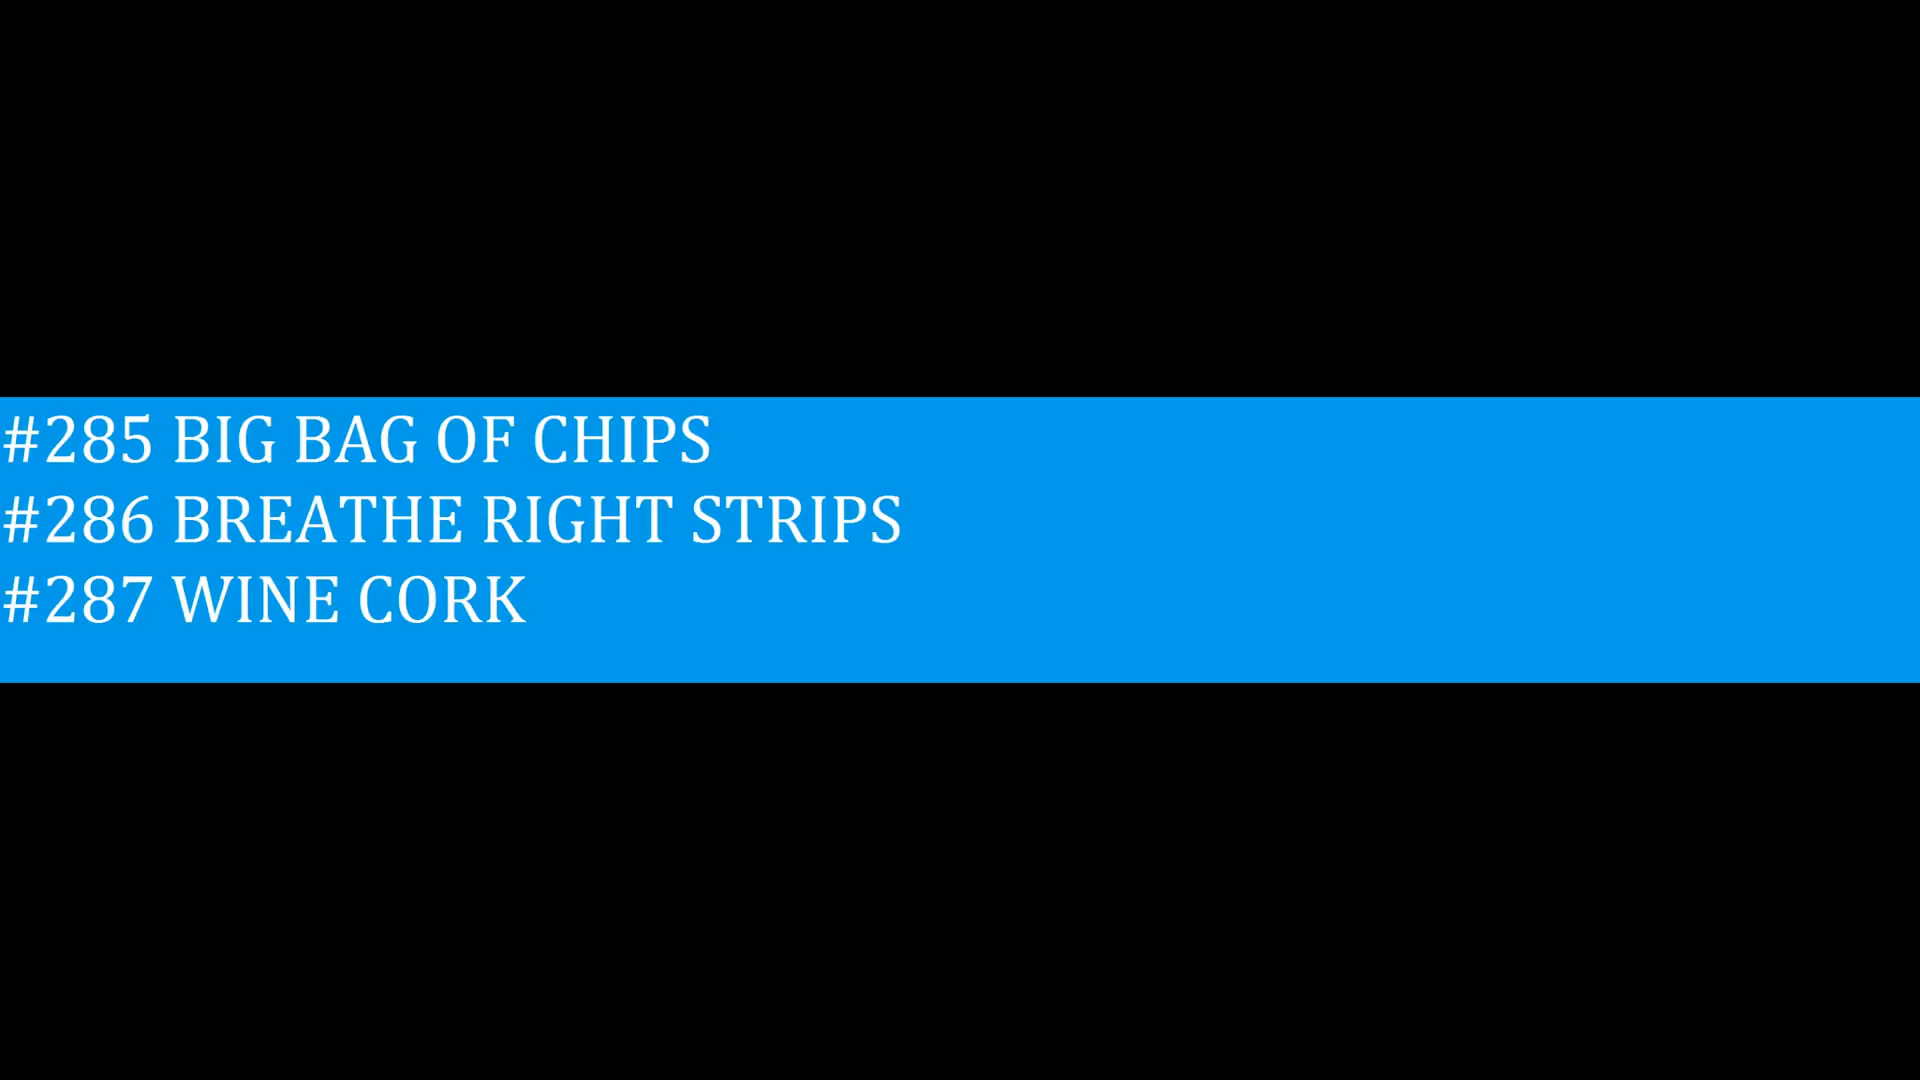 #285 BIG BAG OF CHIPS
#286 BREATHE RIGHT STRIPS
#287 WINE CORK